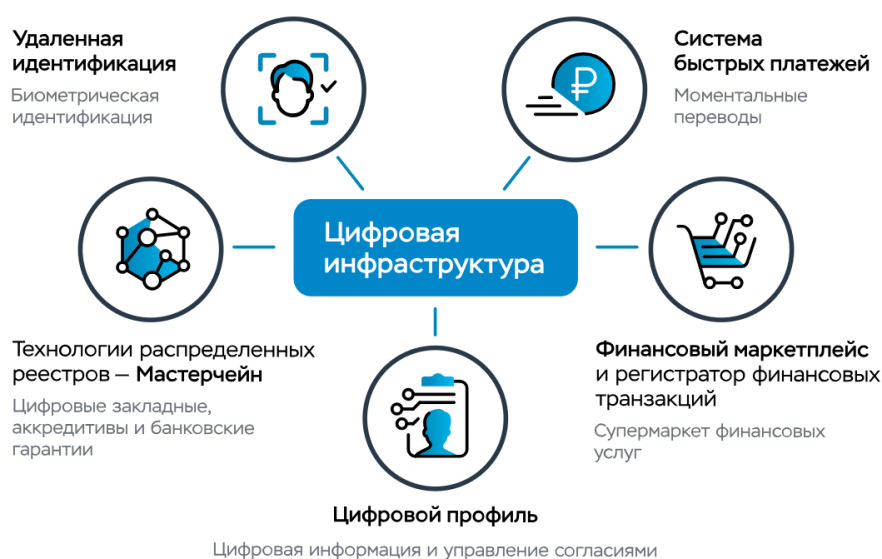 Удаленная
идентификация
Биометрическая
идентификация
Система
быстрых платежей
Моментальные
переводы
Цифровая
инфраструктура
Технологии распределенных
реестров – Мастерчейн
Цифровые закладные,
аккредитивы и банковские
гарантии
Финансовый маркетплейс
и регистратор финансовых
транзакций
Супермаркет финансовых
услуг
Цифровой профиль
Цифровая информация и управление согласиями